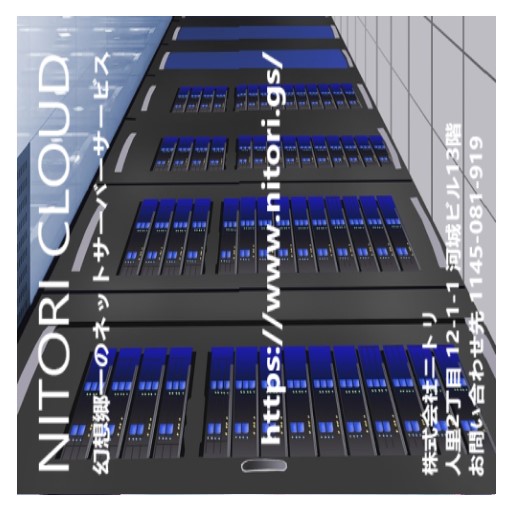 NITORI CLOUD
幻想郷一のネットサーバーサービス
https://www.nitori.gs/
株式会社ニトリ
人里2丁目 12-1-1 河城ビル13階
お問い合わせ先 1145-081-919